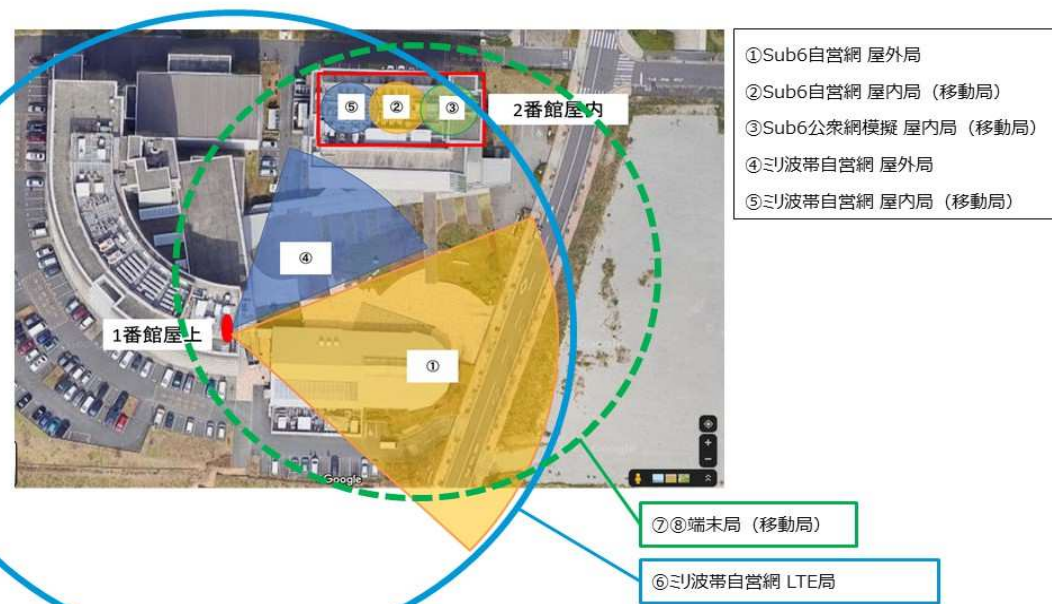 ①Sub6自営網 屋外局
②Sub6自営網 屋内局（移動局）
③Sub6公衆網模擬 屋内局（移動局）
④ミリ波帯自営網 屋外局
⑤ミリ波帯自営網 屋内局（移動局）
⑤
②
③
2番館屋内
④
1番館屋上
①
Google
⑦⑧端末局（移動局）
⑥ミリ波帯自営網 LTE局